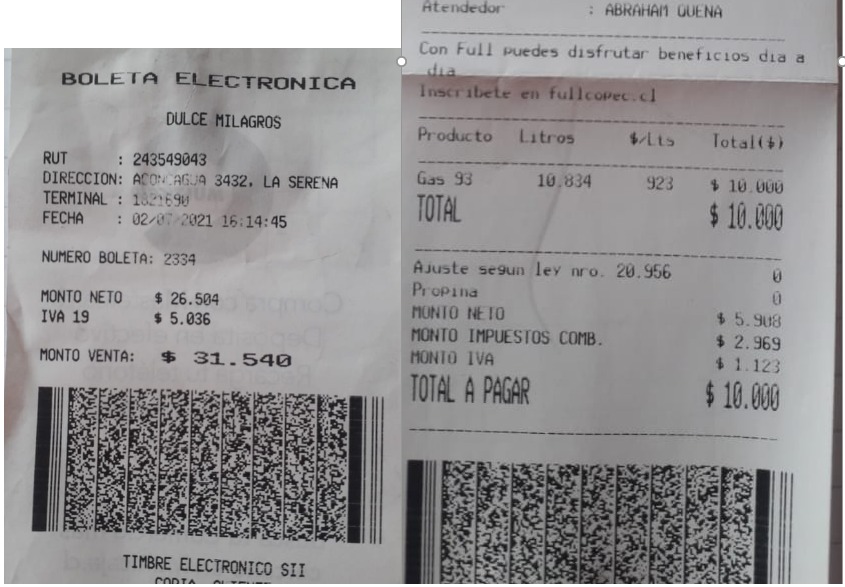 BOLETA ELECTRONICA
DULCE MILAGROS
RUT : 243549043
DIRECCION: ACONCAGUA 3432, LA SERENA
TERMINAL : 1821690
FECHA : 02/07/2021 16:14:45
NUMERO BOLETA: 2334
MONTO NETO $ 26.504
IVA 19 $ 5.036
MONTO VENTA: $ 31.540
TIMBRE ELECTRONICO SII
COPIA CLIENTE
Atendedor : ABRAHAM QUENA
Con Full puedes disfrutar beneficios dia a
dia
Inscribete en fullcopec.cl
Producto Litros $/Lts Total($)
Gas 93 10.834 923 $ 10.000
TOTAL $ 10.000
Ajuste segun ley nro. 20.956 0
Propina 0
MONTO NETO $ 5.908
MONTO IMPUESTOS COMB. $ 2.969
MONTO IVA $ 1.123
TOTAL A PAGAR $ 10.000